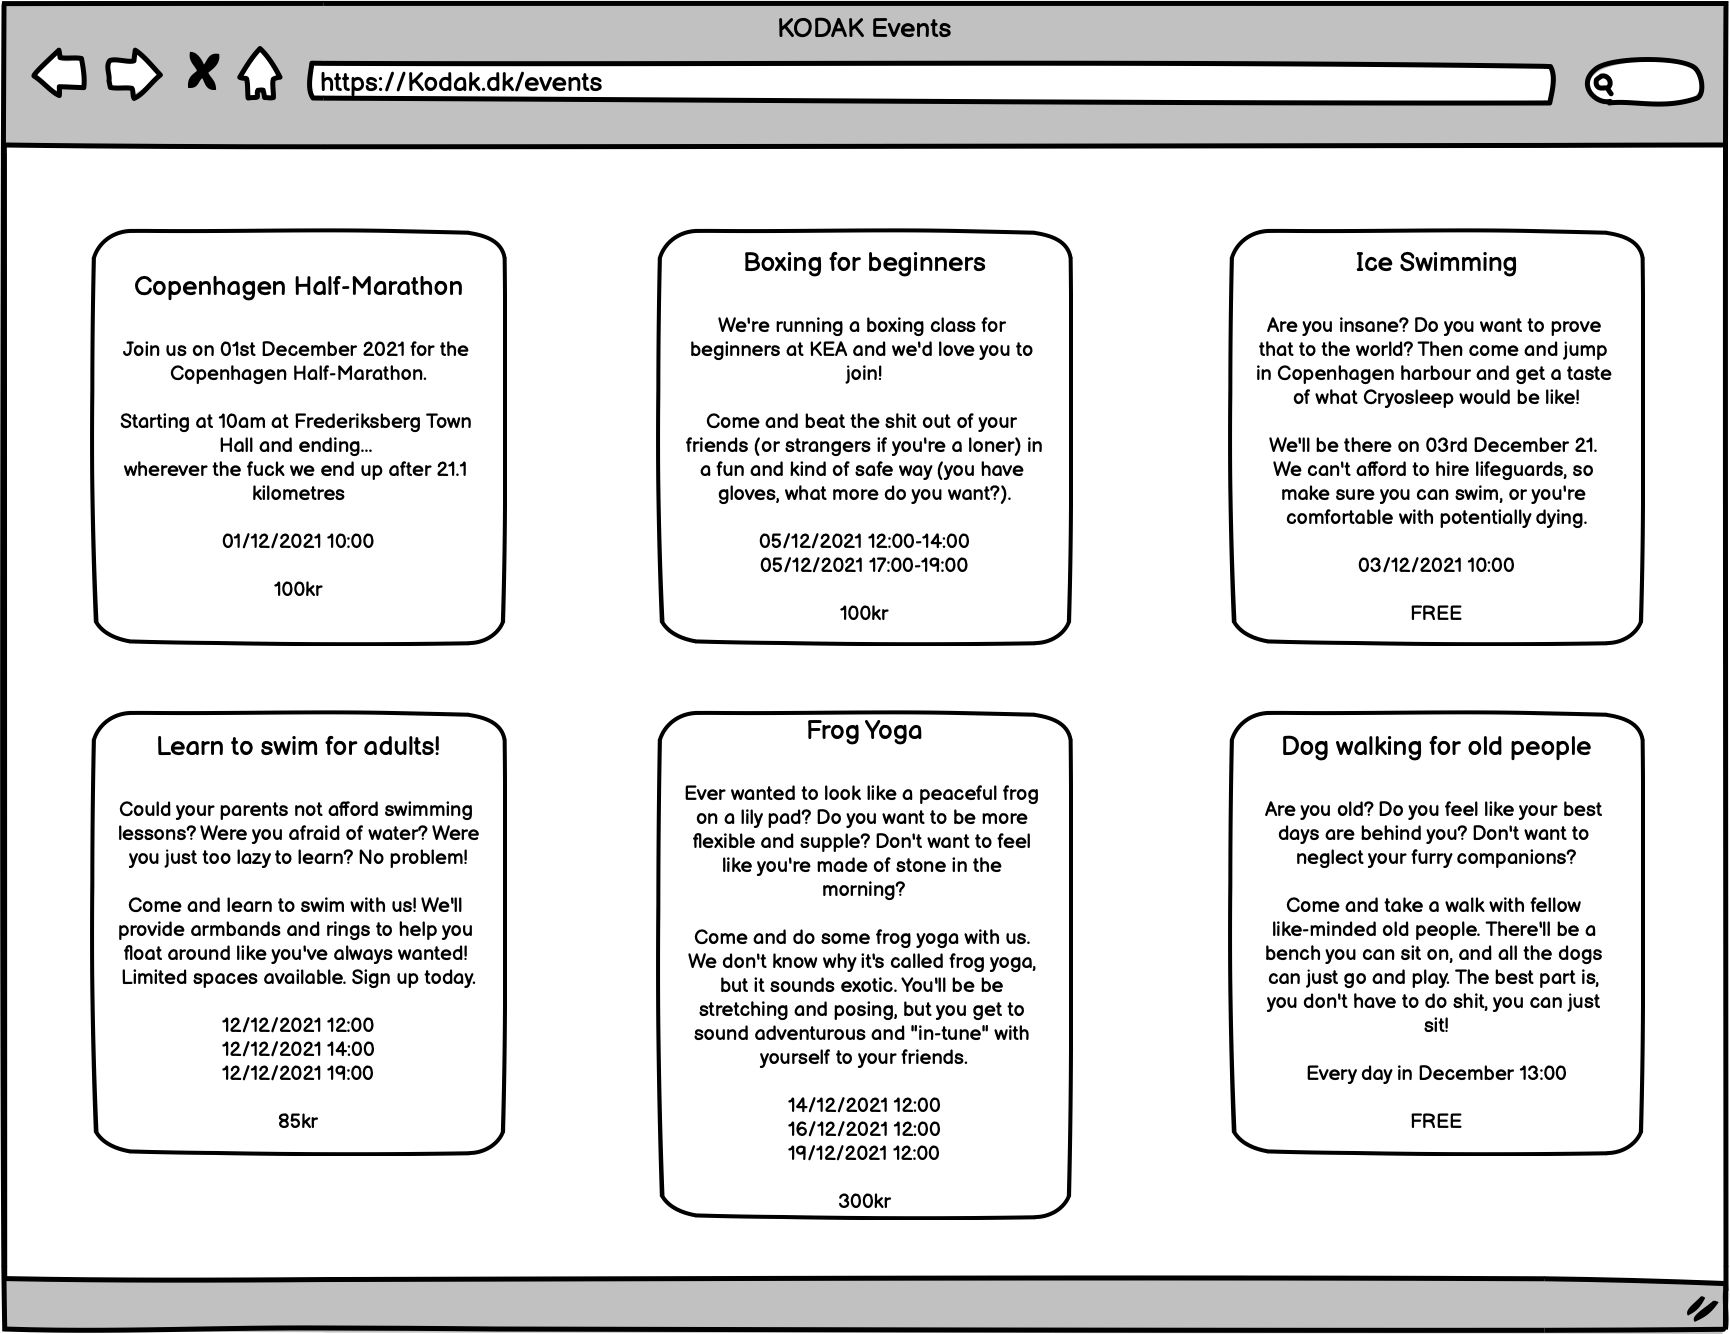 KODAK Events
https://Kodak.dk/events
Copenhagen Half-Marathon
Join us on 01st December 2021 for the
Copenhagen Half-Marathon.
Starting at 10am at Frederiksberg Town
Hall and ending...
wherever the fuck we end up after 21.1
kilometres
01/12/2021 10:00
100kr
Boxing for beginners
We're running a boxing class for
beginners at KEA and we'd love you to
join!
Come and beat the shit out of your
friends (or strangers if you're a loner) in
a fun and kind of safe way (you have
gloves, what more do you want?).
05/12/2021 12:00-14:00
05/12/2021 17:00-19:00
100kr
Ice Swimming
Are you insane? Do you want to prove
that to the world? Then come and jump
in Copenhagen harbour and get a taste
of what Cryosleep would be like!
We'll be there on 03rd December 21.
We can't afford to hire lifeguards, so
make sure you can swim, or you're
comfortable with potentially dying.
03/12/2021 10:00
FREE
Learn to swim for adults!
Could your parents not afford swimming
lessons? Were you afraid of water? Were
you just too lazy to learn? No problem!
Come and learn to swim with us! We'll
provide armbands and rings to help you
float around like you've always wanted!
Limited spaces available. Sign up today.
12/12/2021 12:00
12/12/2021 14:00
12/12/2021 19:00
85kr
Frog Yoga
Ever wanted to look like a peaceful frog
on a lily pad? Do you want to be more
flexible and supple? Don't want to feel
like you're made of stone in the
morning?
Come and do some frog yoga with us.
We don't know why it's called frog yoga,
but it sounds exotic. You'll be be
stretching and posing, but you get to
sound adventurous and "in-tune" with
yourself to your friends.
14/12/2021 12:00
16/12/2021 12:00
19/12/2021 12:00
300kr
Dog walking for old people
Are you old? Do you feel like your best
days are behind you? Don't want to
neglect your furry companions?
Come and take a walk with fellow
like-minded old people. There'll be a
bench you can sit on, and all the dogs
can just go and play. The best part is,
you don't have to do shit, you can just
sit!
Every day in December 13:00
FREE